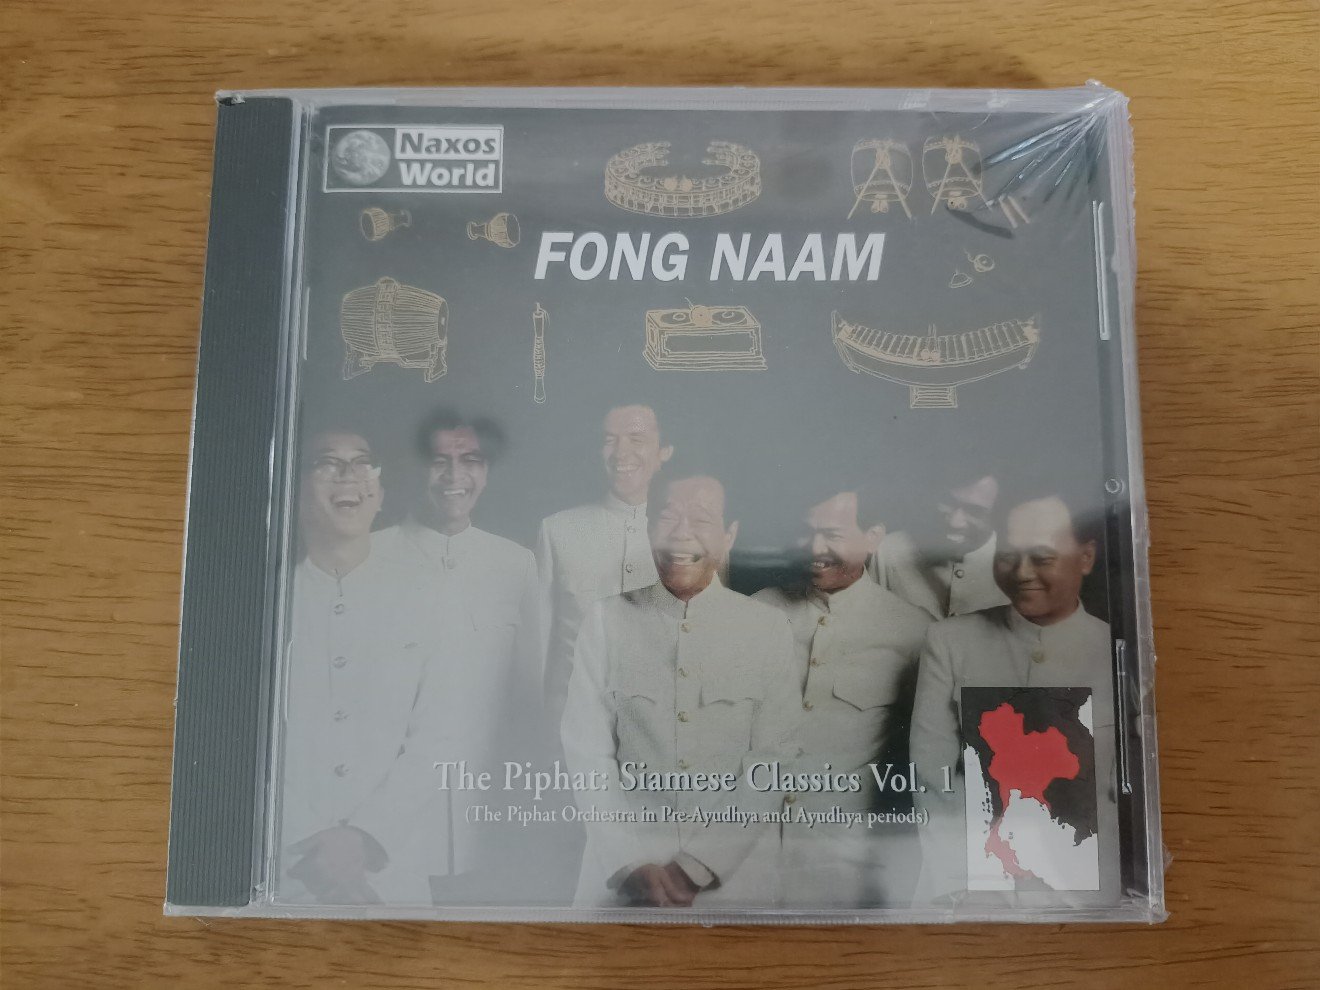 Naxos
World
FONG NAAM
The Piphat: Siamese Classics Vol. 1
(The Piphat Orchestra in Pre-Ayudhya and Ayudhya periods)